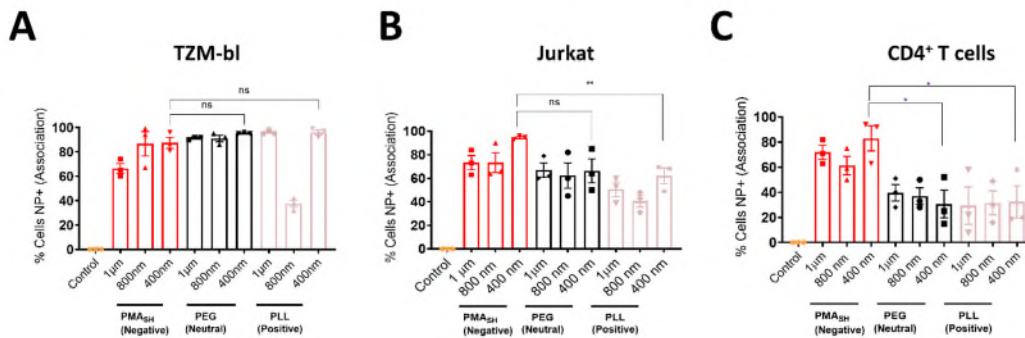 A
TZM-bl
% Cells NP+ (Association)
100
80
60
40
20
0
ns
ns
Control
1μm
800nm
400nm
1μm
800nm
400nm
1μm
800nm
400nm
PMASH
(Negative)
PEG
(Neutral)
PLL
(Positive)
B
Jurkat
% Cells NP+ (Association)
100
80
60
40
20
0
**
ns
Control
1 μm
800 nm
400 nm
1 μm
800 nm
400 nm
1 μm
800 nm
400 nm
PMASH
(Negative)
PEG
(Neutral)
PLL
(Positive)
C
CD4+ T cells
% Cells NP+ (Association)
100
80
60
40
20
0
*
*
Control
1μm
800 nm
400 nm
1μm
800 nm
400 nm
1μm
800 nm
400 nm
PMASH
(Negative)
PEG
(Neutral)
PLL
(Positive)